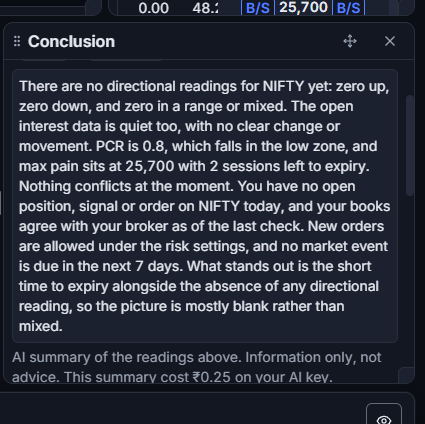 0.00 48.2 B/S 25,700 B/S
Conclusion
There are no directional readings for NIFTY yet: zero up,
zero down, and zero in a range or mixed. The open
interest data is quiet too, with no clear change or
movement. PCR is 0.8, which falls in the low zone, and
max pain sits at 25,700 with 2 sessions left to expiry.
Nothing conflicts at the moment. You have no open
position, signal or order on NIFTY today, and your books
agree with your broker as of the last check. New orders
are allowed under the risk settings, and no market event
is due in the next 7 days. What stands out is the short
time to expiry alongside the absence of any directional
reading, so the picture is mostly blank rather than
mixed.
AI summary of the readings above. Information only, not
advice. This summary cost ₹0.25 on your AI key.